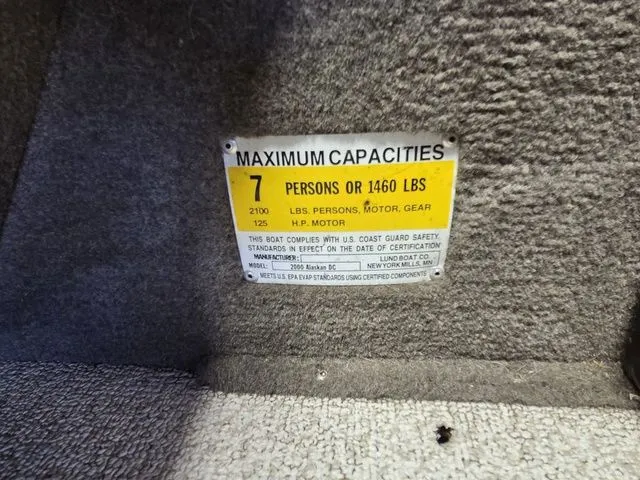 MAXIMUM CAPACITIES
7 PERSONS OR 1460 LBS
2100 LBS. PERSONS, MOTOR, GEAR
125 H.P. MOTOR
THIS BOAT COMPLIES WITH U.S. COAST GUARD SAFETY
STANDARDS IN EFFECT ON THE DATE OF CERTIFICATION
MANUFACTURER: LUND BOAT CO.
MODEL: 2000 Alaskan DC NEW YORK MILLS, MN
MEETS U.S. EPA EVAP STANDARDS USING CERTIFIED COMPONENTS